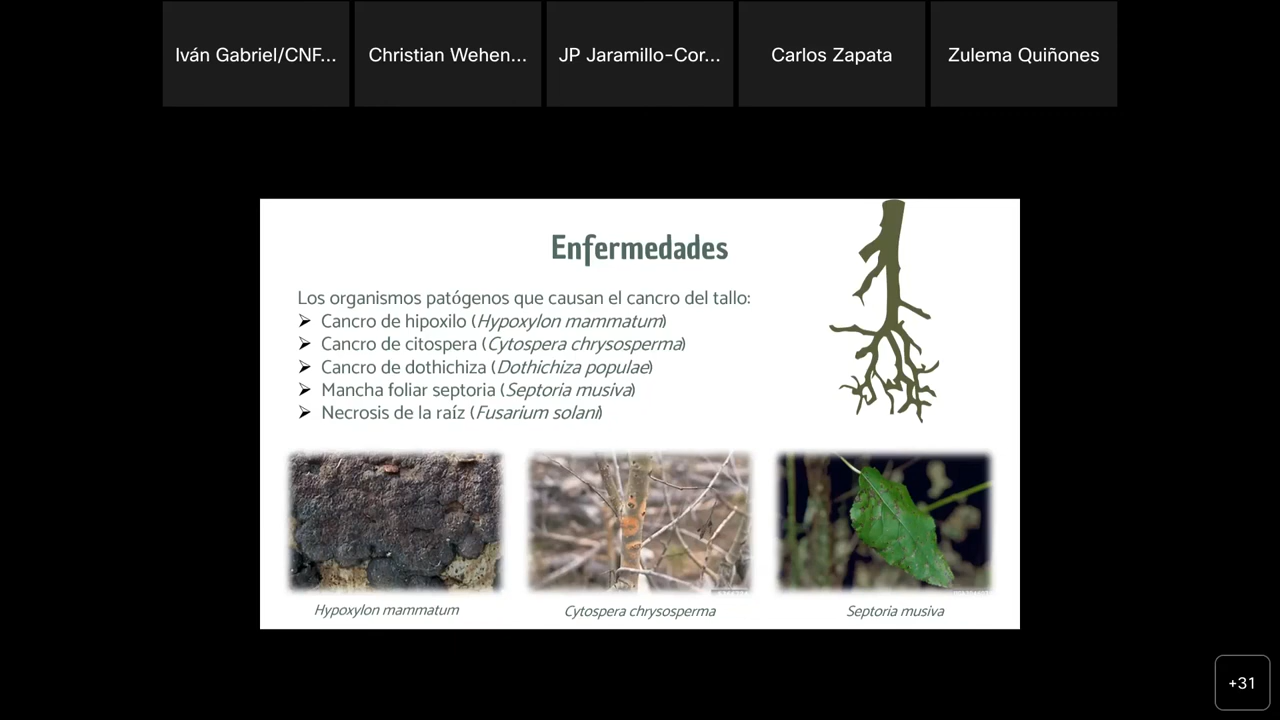 Iván Gabriel/CNF...
Christian Wehen...
JP Jaramillo-Cor...
Carlos Zapata
Zulema Quiñones
Enfermedades
Los organismos patógenos que causan el cancro del tallo:
➢ Cancro de hipoxilo (Hypoxylon mammatum)
➢ Cancro de citospera (Cytospera chrysosperma)
➢ Cancro de dothichiza (Dothichiza populae)
➢ Mancha foliar septoria (Septoria musiva)
➢ Necrosis de la raíz (Fusarium solani)
Hypoxylon mammatum
Cytospera chrysosperma
Septoria musiva
+31